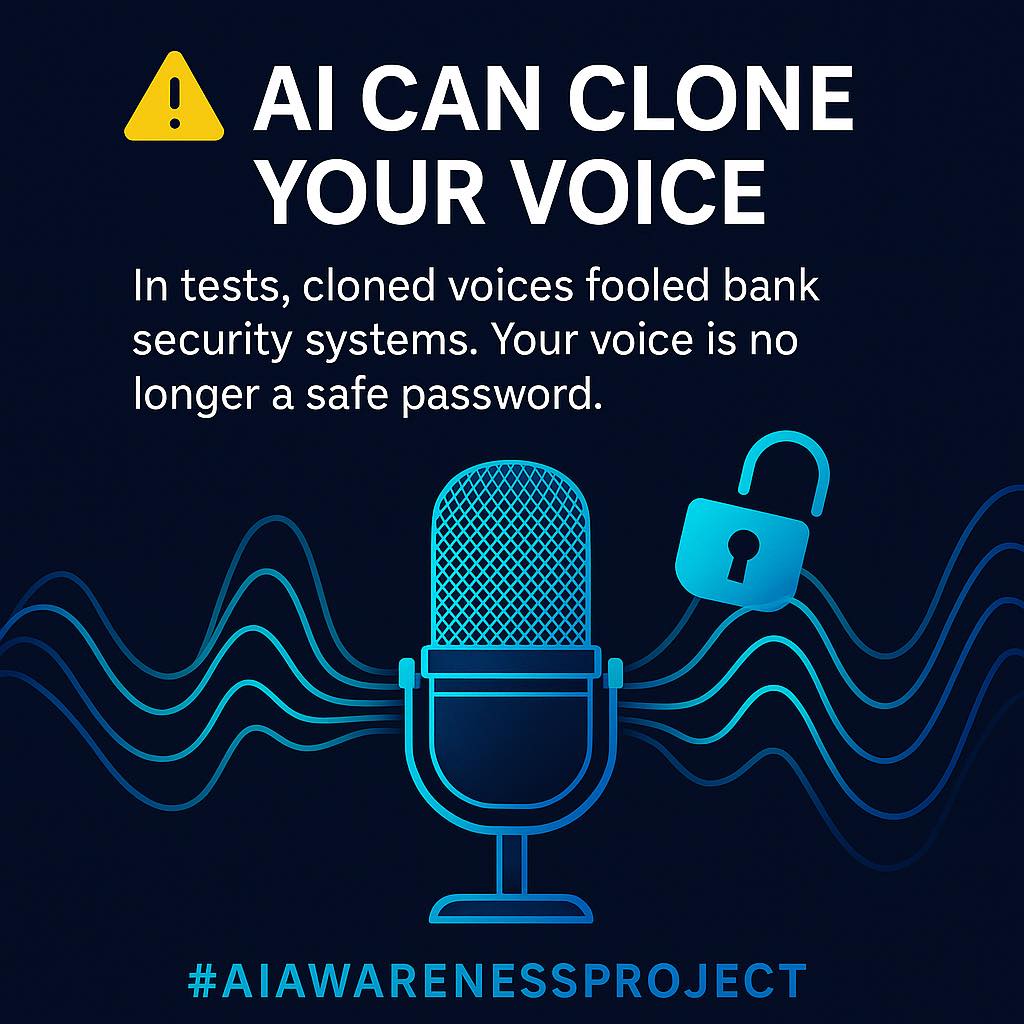 AI CAN CLONE
YOUR VOICE
In tests, cloned voices fooled bank
security systems. Your voice is no
longer a safe password.
#AIAWARENESSPROJECT